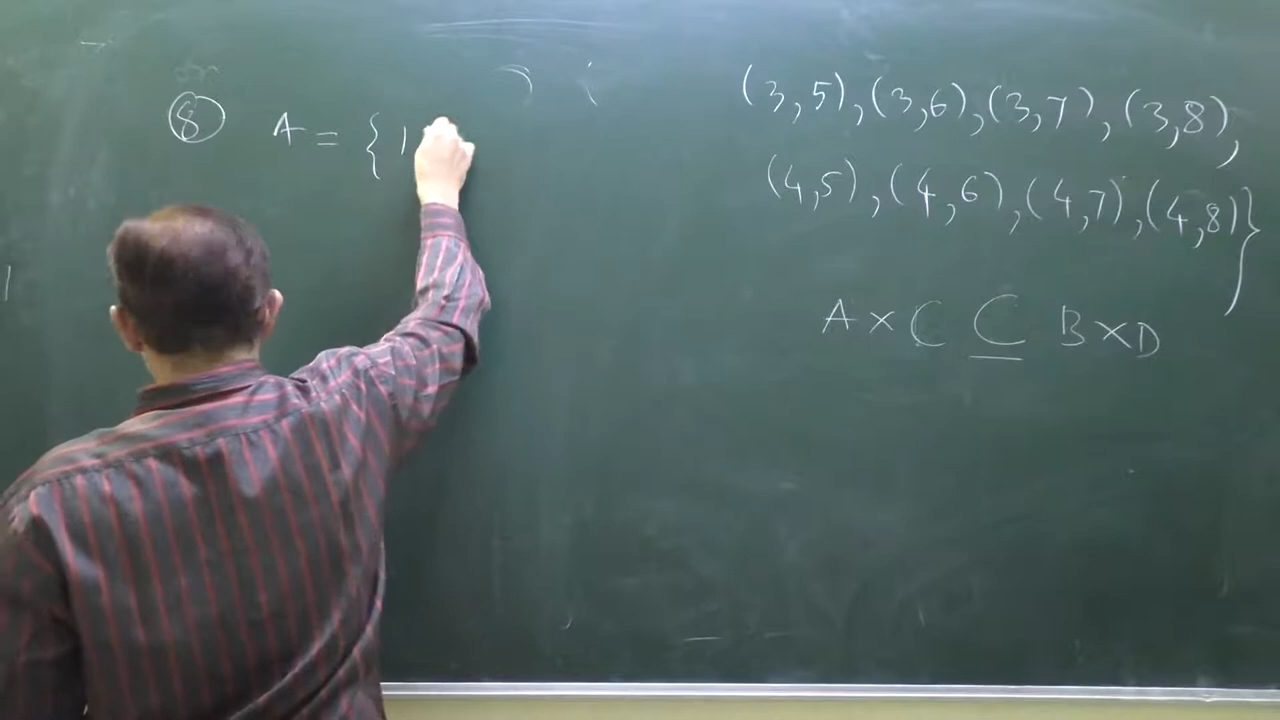 ⑧ A = { 1
(3,5),(3,6),(3,7),(3,8),
(4,5),(4,6),(4,7),(4,8)}
A × C ⊆ B × D